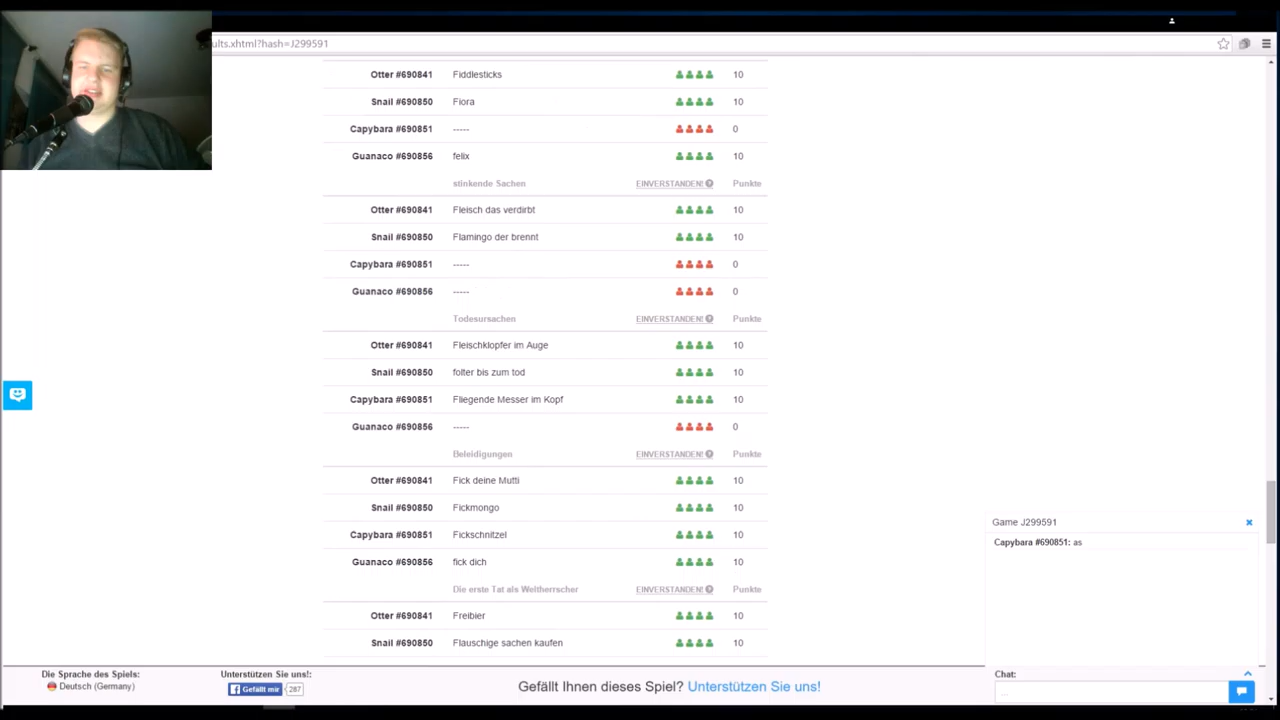 ults.xhtml?hash=J299591
Otter #690841 Fiddlesticks 10
Snail #690850 Fiora 10
Capybara #690851 ----- 0
Guanaco #690856 felix 10
stinkende Sachen EINVERSTANDEN! Punkte
Otter #690841 Fleisch das verdirbt 10
Snail #690850 Flamingo der brennt 10
Capybara #690851 ----- 0
Guanaco #690856 ----- 0
Todesursachen EINVERSTANDEN! Punkte
Otter #690841 Fleischklopfer im Auge 10
Snail #690850 folter bis zum tod 10
Capybara #690851 Fliegende Messer im Kopf 10
Guanaco #690856 ----- 0
Beleidigungen EINVERSTANDEN! Punkte
Otter #690841 Fick deine Mutti 10
Snail #690850 Fickmongo 10
Capybara #690851 Fickschnitzel 10
Guanaco #690856 fick dich 10
Die erste Tat als Weltherrscher EINVERSTANDEN! Punkte
Otter #690841 Freibier 10
Snail #690850 Flauschige sachen kaufen 10
Game J299591
Capybara #690851: as
Die Sprache des Spiels:
Deutsch (Germany)
Unterstützen Sie uns!:
Gefällt mir 287
Gefällt Ihnen dieses Spiel? Unterstützen Sie uns!
Chat:
...